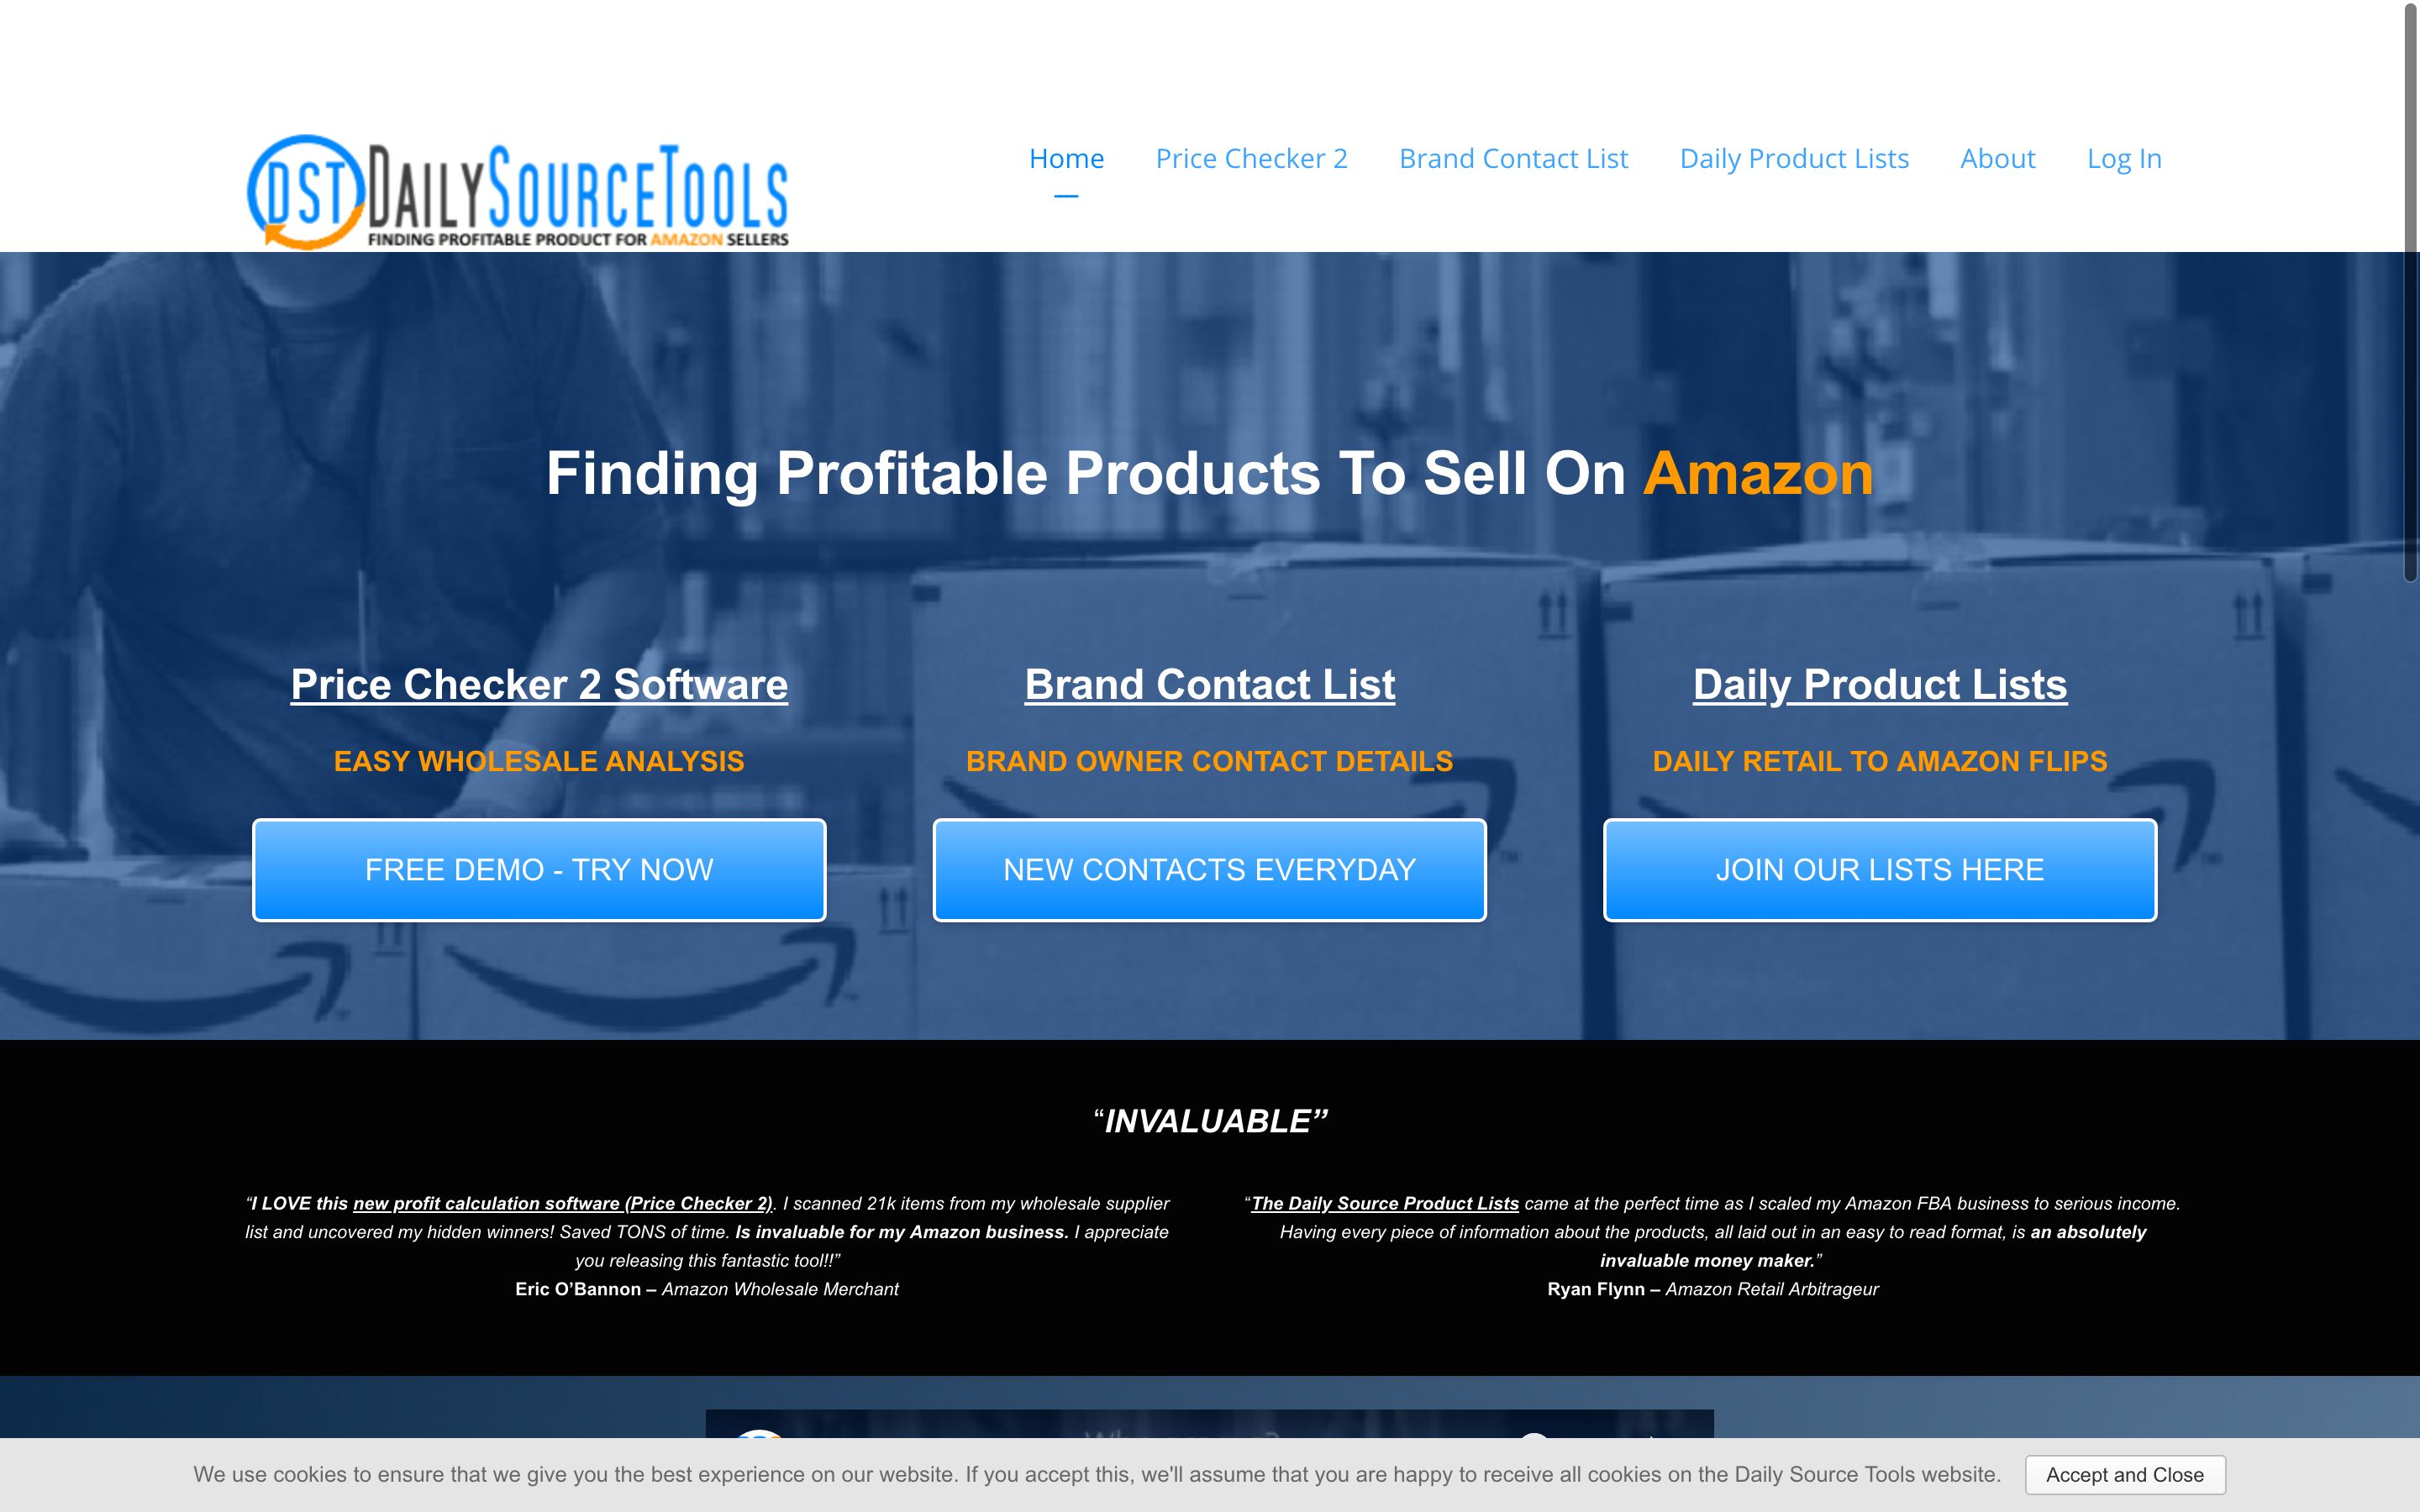 DST DAILYSOURCETOOLS
FINDING PROFITABLE PRODUCT FOR AMAZON SELLERS
Home Price Checker 2 Brand Contact List Daily Product Lists About Log In
Finding Profitable Products To Sell On Amazon
Price Checker 2 Software
EASY WHOLESALE ANALYSIS
FREE DEMO - TRY NOW
Brand Contact List
BRAND OWNER CONTACT DETAILS
NEW CONTACTS EVERYDAY
Daily Product Lists
DAILY RETAIL TO AMAZON FLIPS
JOIN OUR LISTS HERE
“INVALUABLE”
“I LOVE this new profit calculation software (Price Checker 2). I scanned 21k items from my wholesale supplier
list and uncovered my hidden winners! Saved TONS of time. Is invaluable for my Amazon business. I appreciate
you releasing this fantastic tool!!”
Eric O’Bannon – Amazon Wholesale Merchant
“The Daily Source Product Lists came at the perfect time as I scaled my Amazon FBA business to serious income.
Having every piece of information about the products, all laid out in an easy to read format, is an absolutely
invaluable money maker.”
Ryan Flynn – Amazon Retail Arbitrageur
We use cookies to ensure that we give you the best experience on our website. If you accept this, we'll assume that you are happy to receive all cookies on the Daily Source Tools website.
Accept and Close